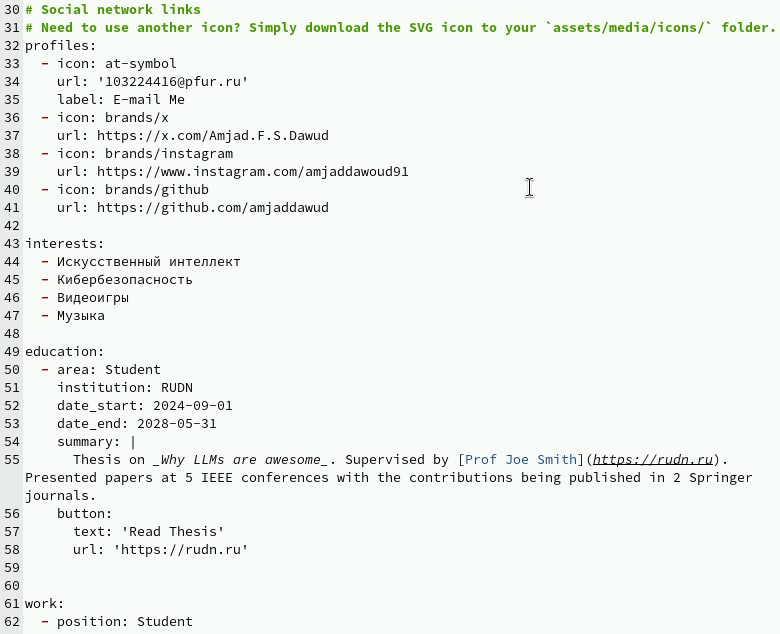 30 # Social network links
31 # Need to use another icon? Simply download the SVG icon to your `assets/media/icons/` folder.
32 profiles:
33   - icon: at-symbol
34     url: '103224416@pfur.ru'
35     label: E-mail Me
36   - icon: brands/x
37     url: https://x.com/Amjad.F.S.Dawud
38   - icon: brands/instagram
39     url: https://www.instagram.com/amjaddawoud91
40   - icon: brands/github
41     url: https://github.com/amjaddawud
42
43 interests:
44   - Искусственный интеллект
45   - Кибербезопасность
46   - Видеоигры
47   - Музыка
48
49 education:
50   - area: Student
51     institution: RUDN
52     date_start: 2024-09-01
53     date_end: 2028-05-31
54     summary: |
55       Thesis on _Why LLMs are awesome_. Supervised by [Prof Joe Smith](https://rudn.ru).
Presented papers at 5 IEEE conferences with the contributions being published in 2 Springer
journals.
56     button:
57       text: 'Read Thesis'
58       url: 'https://rudn.ru'
59
60
61 work:
62   - position: Student